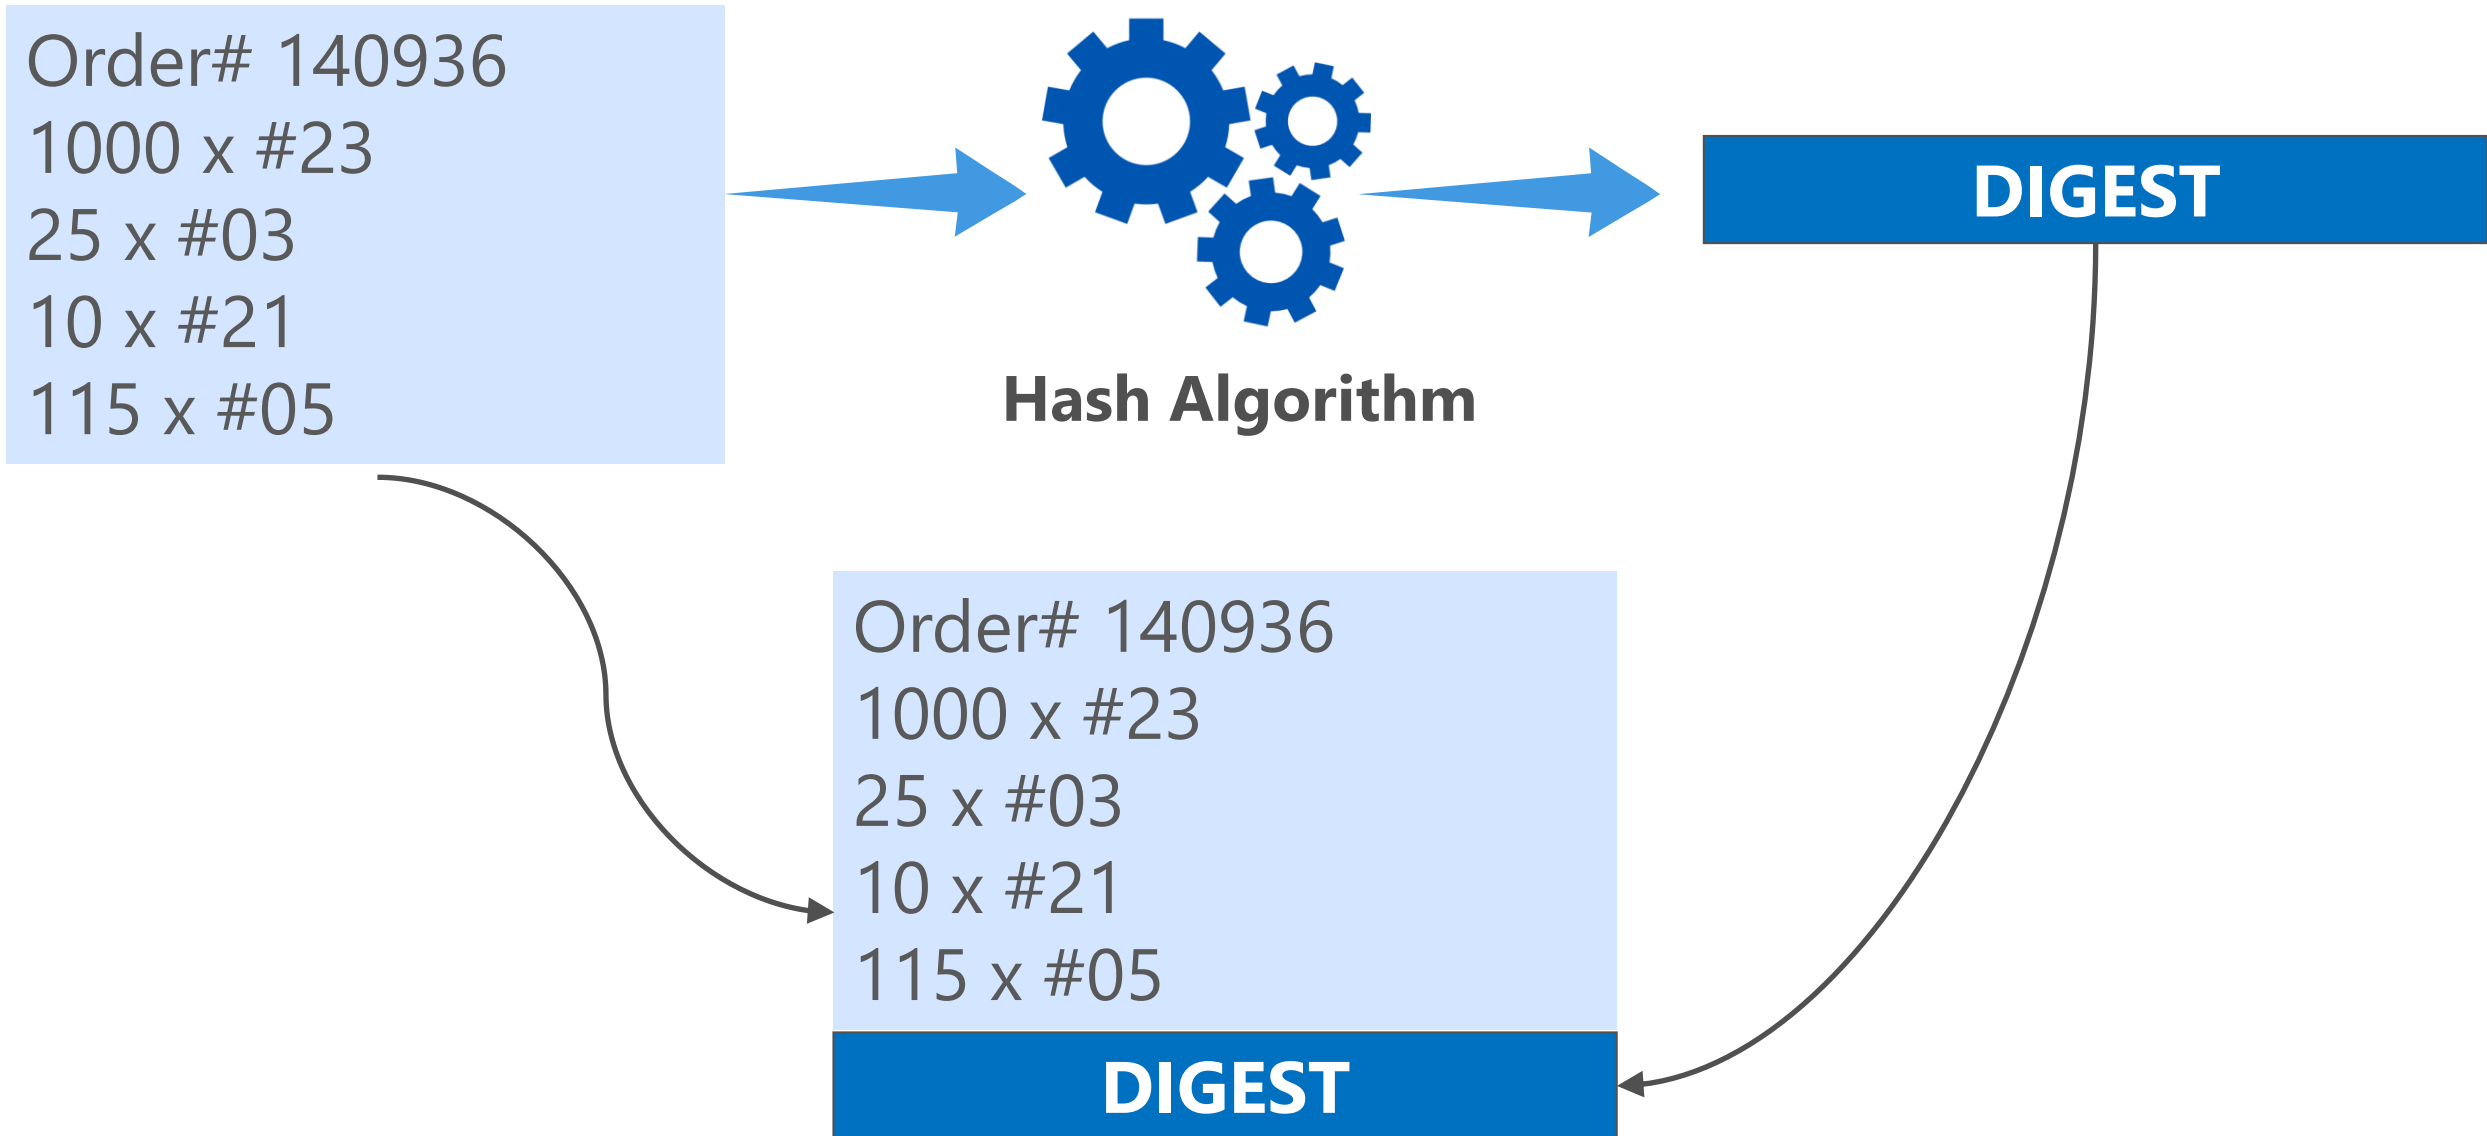 Order# 140936
1000 x #23
25 x #03
10 x #21
115 x #05
Hash Algorithm
DIGEST
Order# 140936
1000 x #23
25 x #03
10 x #21
115 x #05
DIGEST